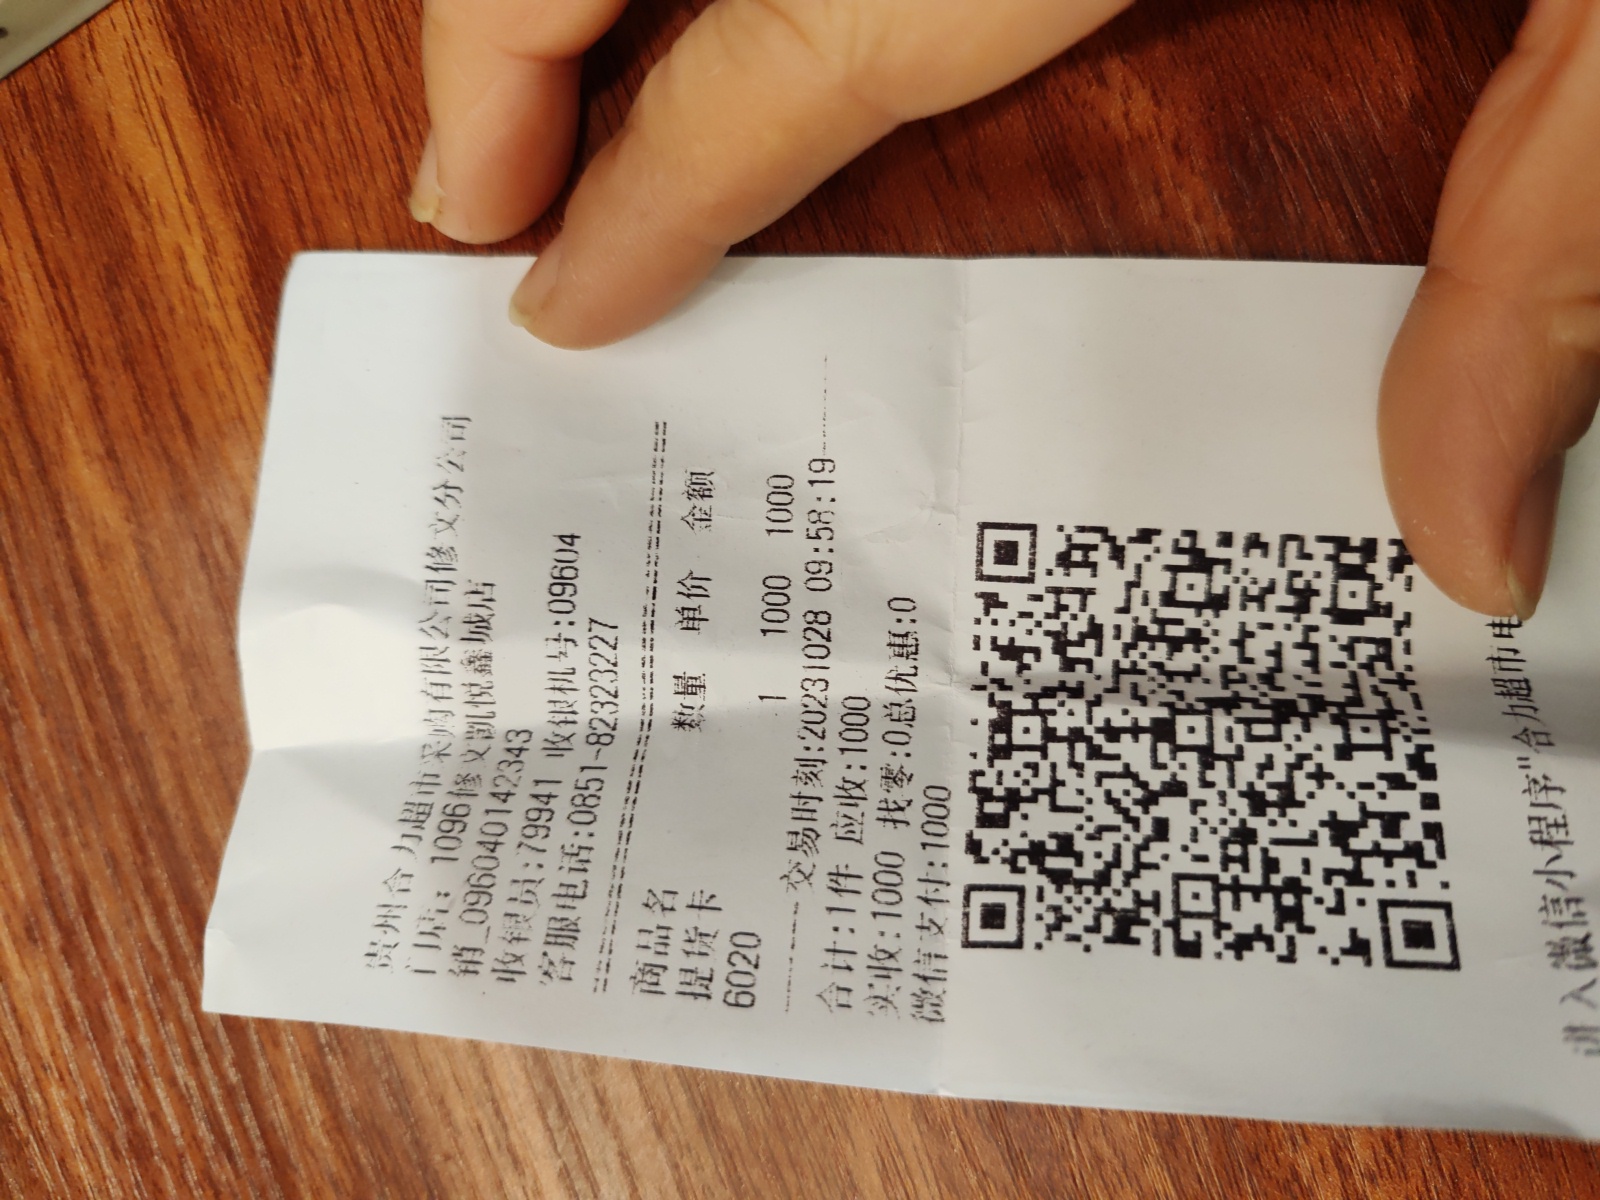 贵州合力超市采购有限公司修文分公司
门店: 1096修文凯悦鑫城店
销_0960401423​43
收银员:79941 收银机号:09604
客服电话:0851-82323227
商品名 数量 单价 金额
提货卡
6020 1 1000 1000
交易时刻:20231028 09:58:19
合计:1件 应收:1000
实收:1000 找零:0总优惠:0
微信支付:1000
进入微信小程序"合力超市电